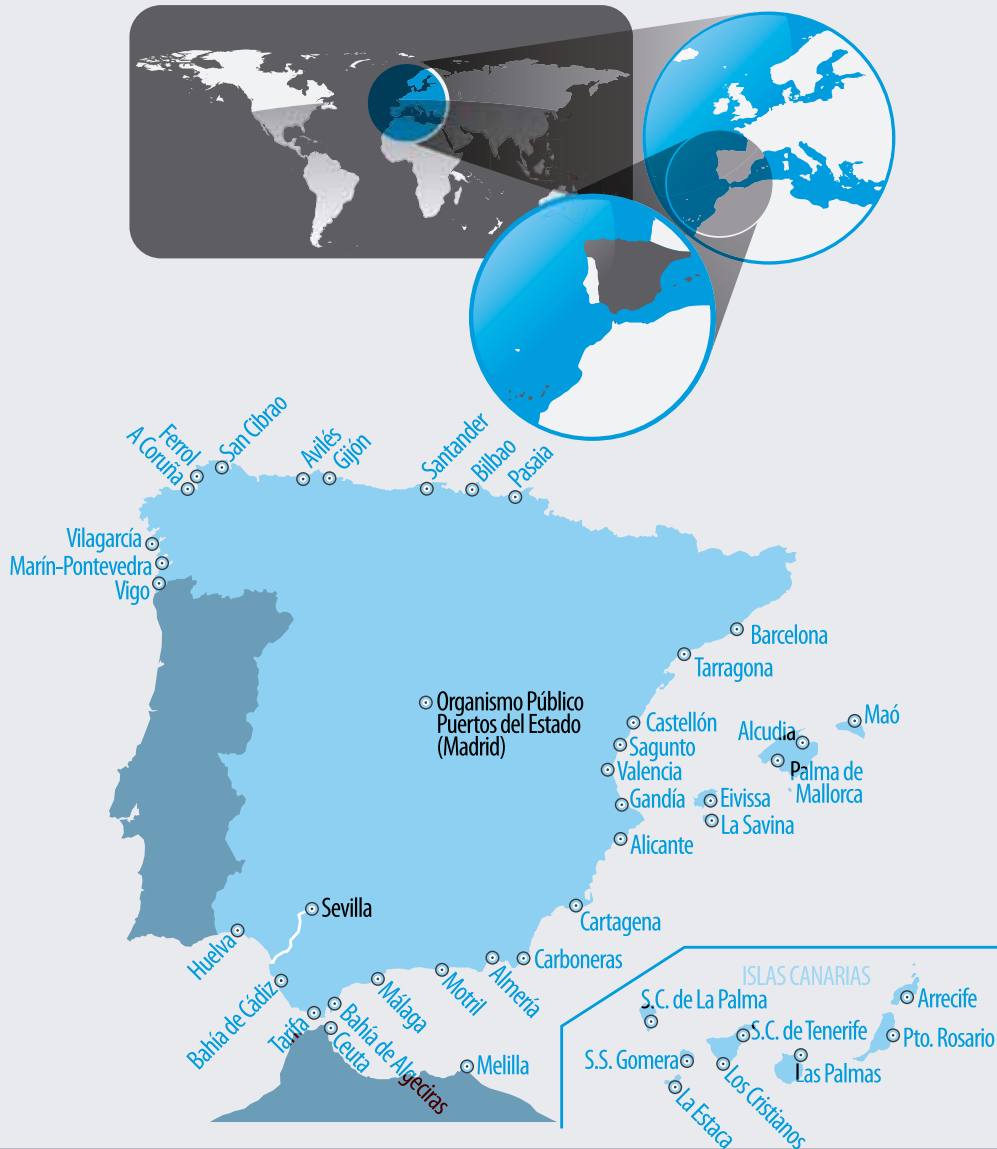 San Cibrao
Ferrol
A Coruña
Avilés
Gijón
Santander
Bilbao
Pasaia
Vilagarcía
Marín-Pontevedra
Vigo
Barcelona
Tarragona
Organismo Público
Puertos del Estado
(Madrid)
Castellón
Sagunto
Valencia
Gandía
Alicante
Maó
Alcudia
Palma de
Mallorca
Eivissa
La Savina
Sevilla
Cartagena
Huelva
Carboneras
Almería
Motril
Málaga
Bahía de Cádiz
Tarifa
Bahía de Algeciras
Ceuta
Melilla
ISLAS CANARIAS
S.C. de La Palma
Arrecife
S.C. de Tenerife
Pto. Rosario
S.S. Gomera
Las Palmas
Los Cristianos
La Estaca